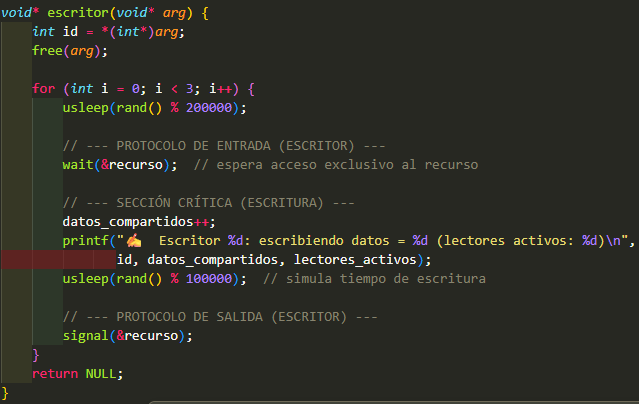 void* escritor(void* arg) {
    int id = *(int*)arg;
    free(arg);

    for (int i = 0; i < 3; i++) {
        usleep(rand() % 200000);

        // --- PROTOCOLO DE ENTRADA (ESCRITOR) ---
        wait(&recurso);  // espera acceso exclusivo al recurso

        // --- SECCIÓN CRÍTICA (ESCRITURA) ---
        datos_compartidos++;
        printf("✍️  Escritor %d: escribiendo datos = %d (lectores activos: %d)\n",
               id, datos_compartidos, lectores_activos);
        usleep(rand() % 100000);  // simula tiempo de escritura

        // --- PROTOCOLO DE SALIDA (ESCRITOR) ---
        signal(&recurso);
    }
    return NULL;
}